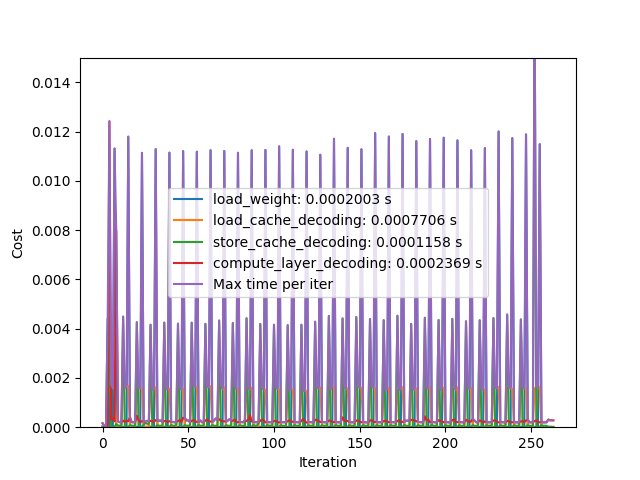 0.014
0.012
0.010
0.008
0.006
0.004
0.002
0.000
Cost
load_weight: 0.0002003 s
load_cache_decoding: 0.0007706 s
store_cache_decoding: 0.0001158 s
compute_layer_decoding: 0.0002369 s
Max time per iter
0 50 100 150 200 250
Iteration